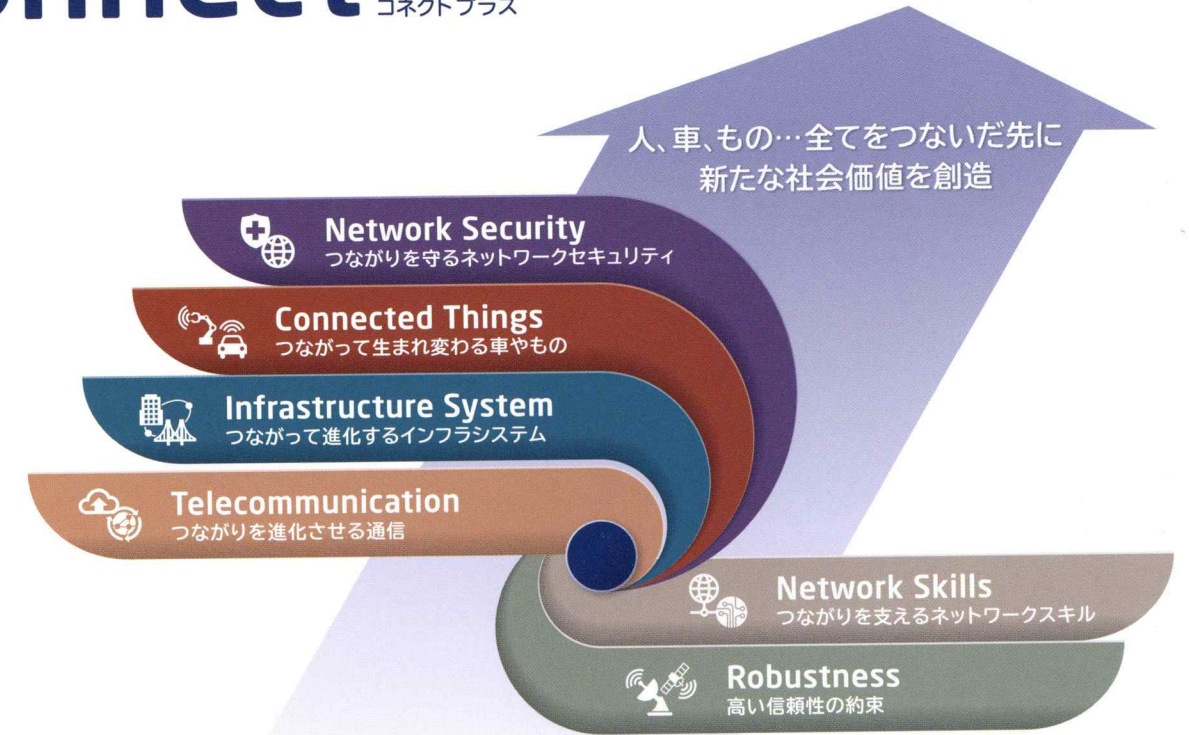 コネクト プラス
人、車、もの…全てをつないだ先に
新たな社会価値を創造
Network Security
つながりを守るネットワークセキュリティ
Connected Things
つながって生まれ変わる車やもの
Infrastructure System
つながって進化するインフラシステム
Telecommunication
つながりを進化させる通信
Network Skills
つながりを支えるネットワークスキル
Robustness
高い信頼性の約束